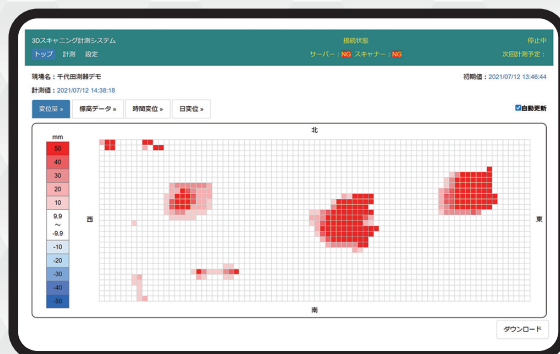 3Dスキャニング計測システム
接続状態
停止中
トップ 計測 設定
サーバー：NG スキャナー：NG
次回計測予定：
現場名：千代田測器デモ
初期値：2021/07/12 13:46:44
計測値：2021/07/12 14:38:18
変位量 » 標高データ » 時間変位 » 日変位 »
自動更新
mm
北
50
40
30
20
10
9.9
～
-9.9
-10
-20
-30
-40
-50
西
東
南
ダウンロード